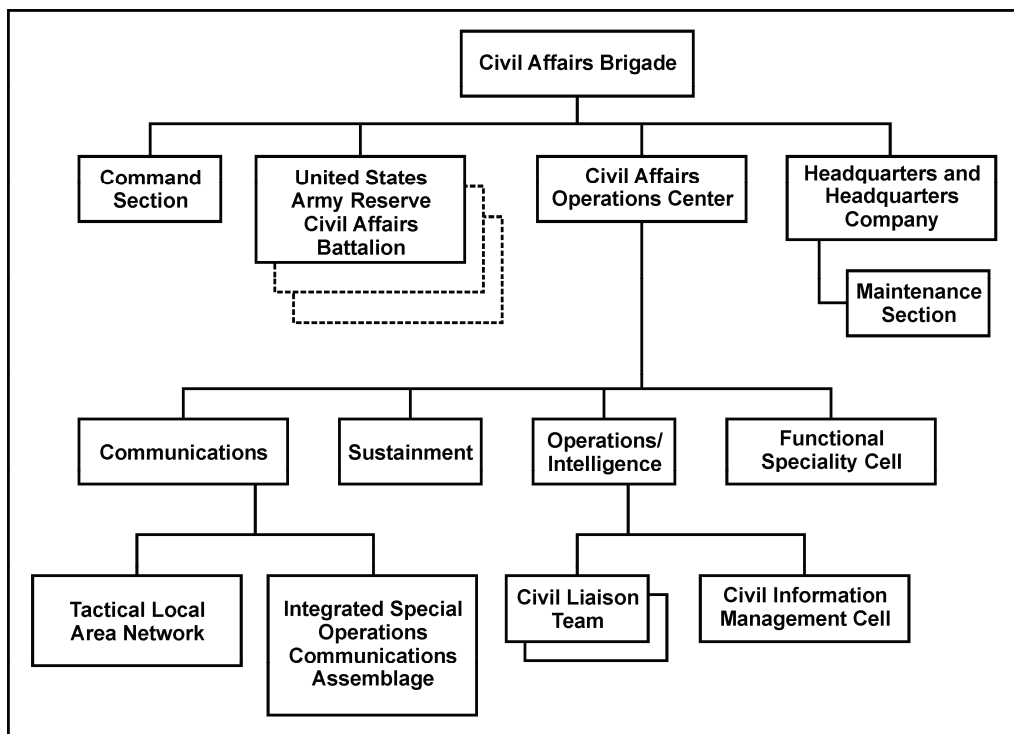 Civil Affairs Brigade
Command
Section
United States
Army Reserve
Civil Affairs
Battalion
Civil Affairs
Operations Center
Headquarters and
Headquarters
Company
Maintenance
Section
Communications
Sustainment
Operations/
Intelligence
Functional
Speciality Cell
Tactical Local
Area Network
Integrated Special
Operations
Communications
Assemblage
Civil Liaison
Team
Civil Information
Management Cell